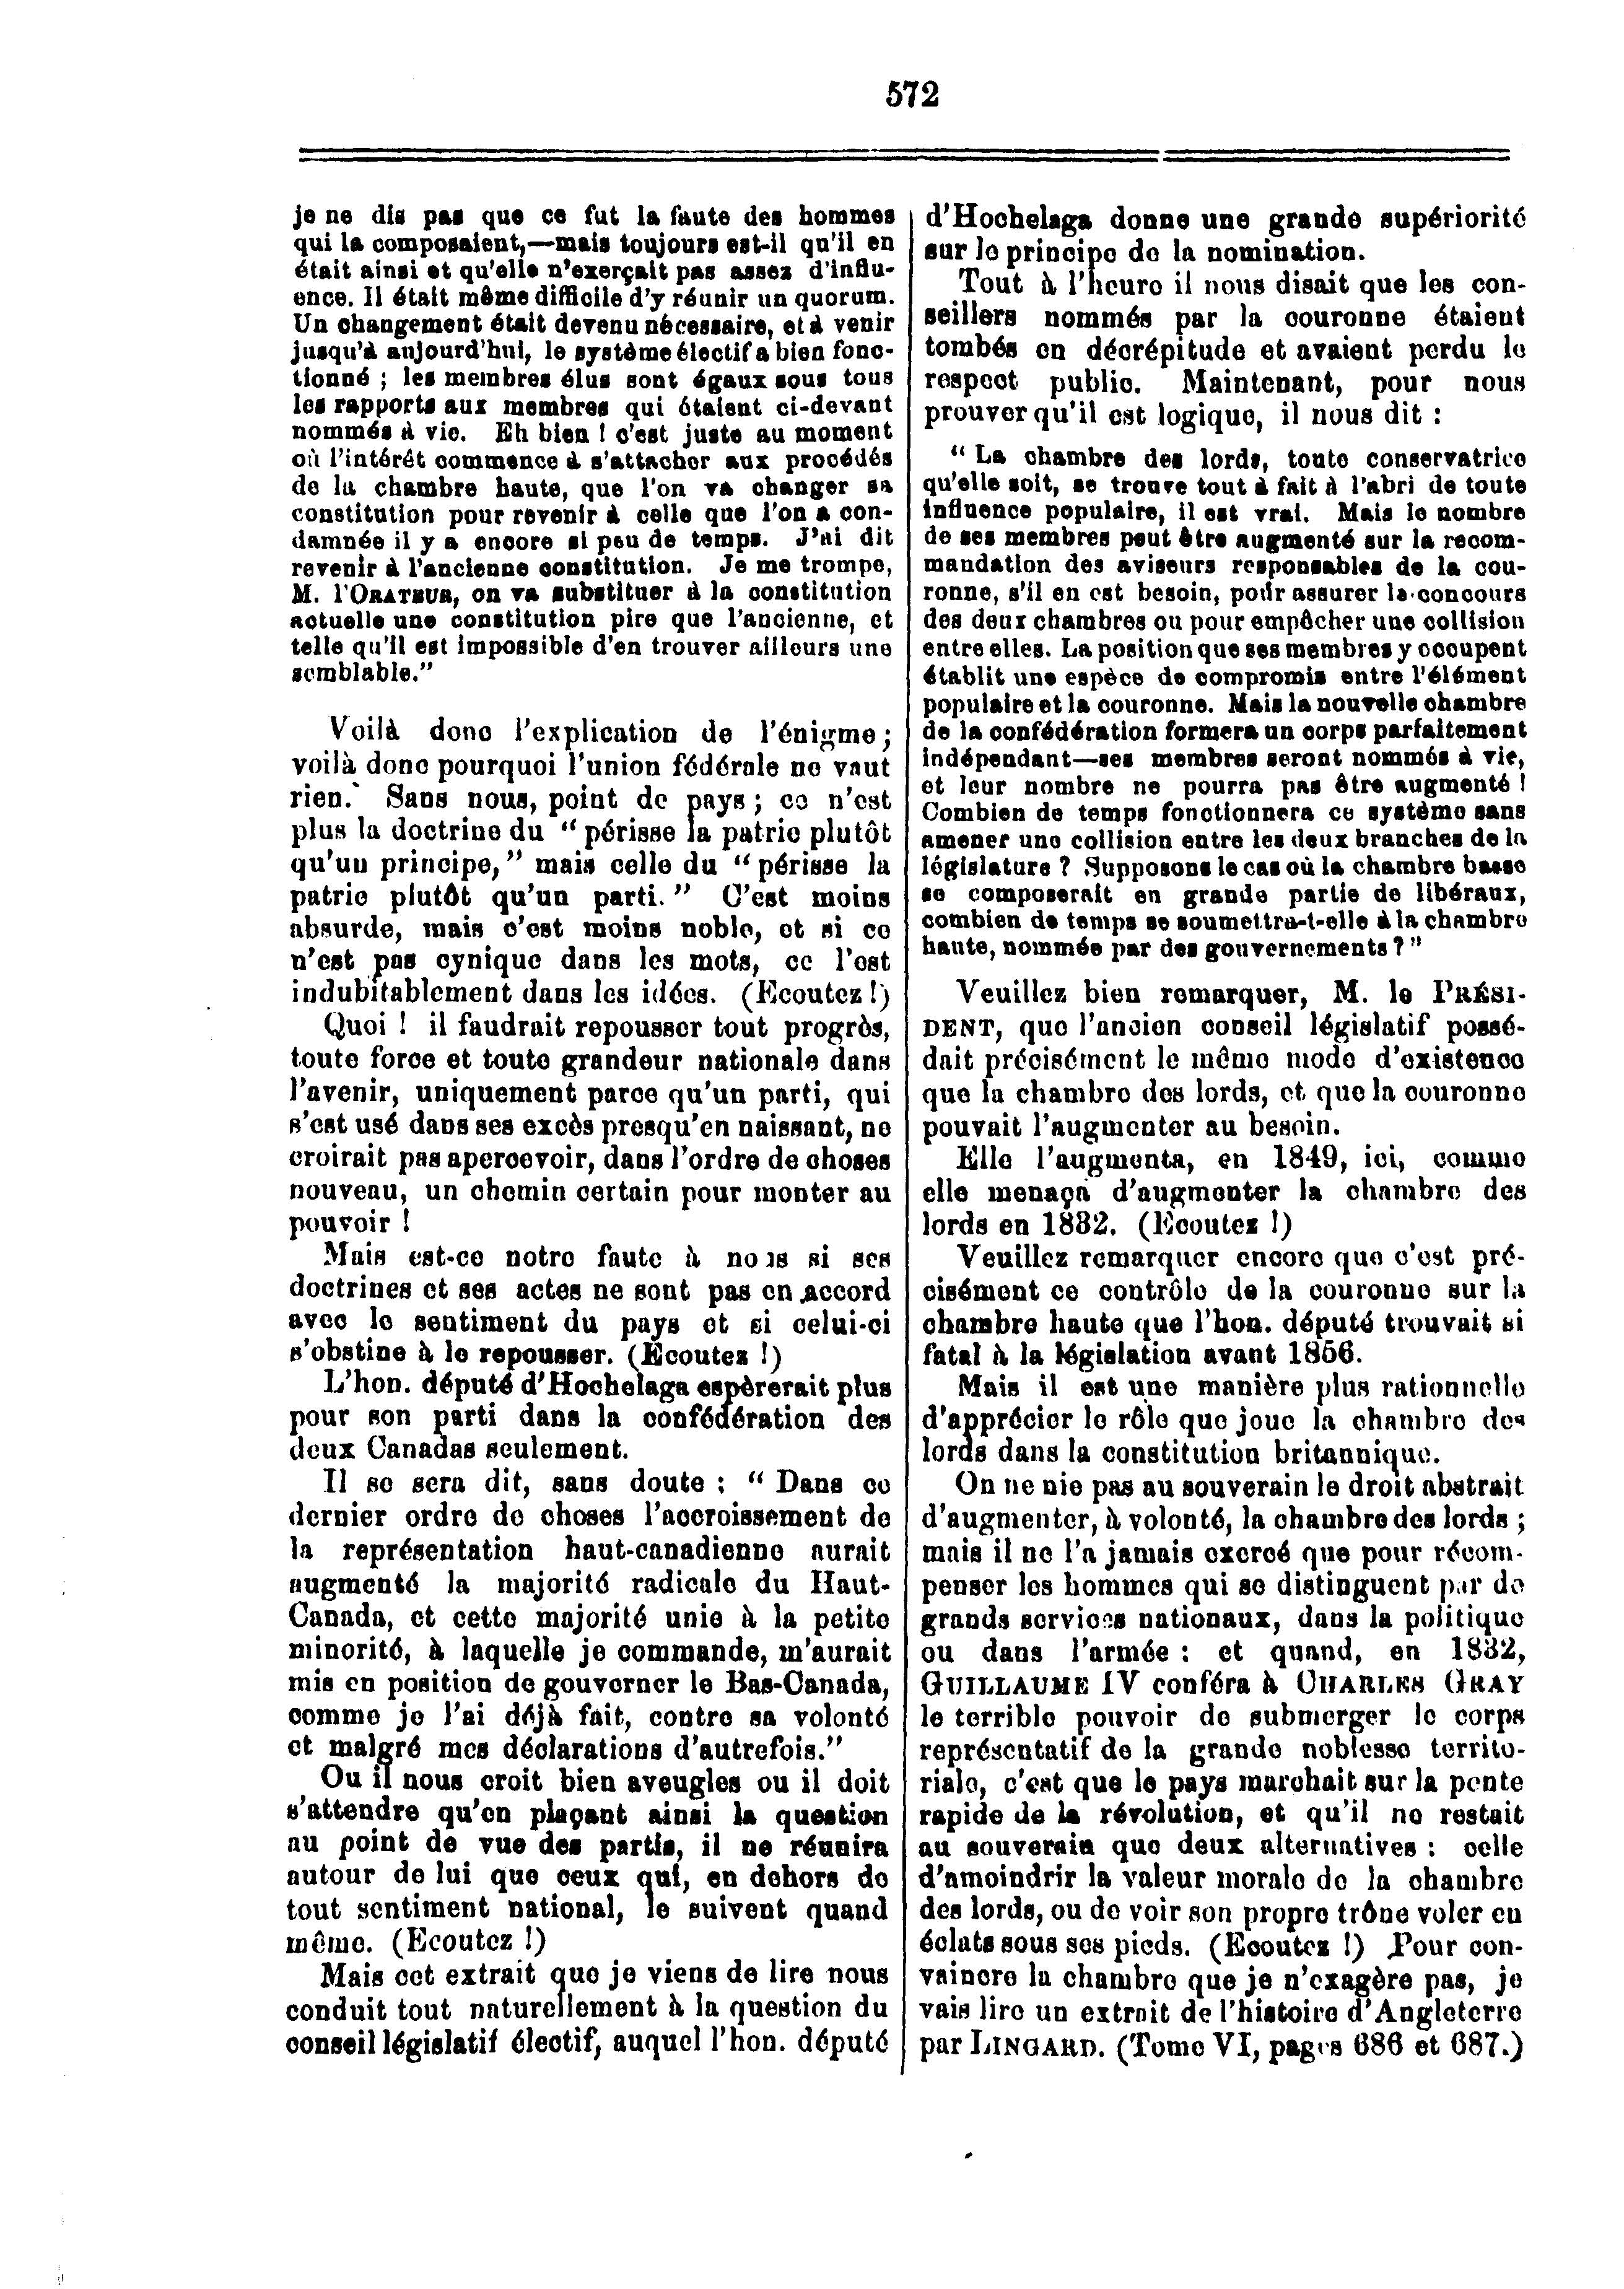 572
je ne dis pas que ce fut la faute des hommes
qui la composaient,—mais toujours est-il qu'il en
était ainsi et qu'elle n'exerçait pas assez d'influ-
ence. Il était même difficile d'y réunir un quorum.
Un changement était devenu nécessaire, et à venir
jusqu'à aujourd'hui, le système électif a bien fonc-
tionné ; les membres élus sont égaux sous tous
les rapports aux membres qui étaient ci-devant
nommés à vie. Eh bien ! c'est juste au moment
où l'intérêt commence à s'attacher aux procédés
de la chambre haute, que l'on va changer sa
constitution pour revenir à celle que l'on a con-
damnée il y a encore si peu de temps. J'ai dit
revenir à l'ancienne constitution. Je me trompe,
M. l'ORATEUR, on va substituer à la constitution
actuelle une constitution pire que l'ancienne, et
telle qu'il est impossible d'en trouver ailleurs une
semblable."
Voilà donc l'explication de l'énigme ;
voilà donc pourquoi l'union fédérale ne vaut
rien. Sans nous, point de pays ; ce n'est
plus la doctrine du " périsse la patrie plutôt
qu'un principe, " mais celle du " périsse la
patrie plutôt qu'un parti. " C'est moins
absurde, mais c'est moins noble, et si ce
n'est pas cynique dans les mots, ce l'est
indubitablement dans les idées. (Ecoutez !)
Quoi ! il faudrait repousser tout progrès,
toute force et toute grandeur nationale dans
l'avenir, uniquement parce qu'un parti, qui
s'est usé dans ses excès presqu'en naissant, ne
croirait pas apercevoir, dans l'ordre de choses
nouveau, un chemin certain pour monter au
pouvoir !
Mais est-ce notre faute à nous si ses
doctrines et ses actes ne sont pas en accord
avec le sentiment du pays et si celui-ci
s'obstine à le repousser. (Ecoutez !)
L'hon. député d'Hochelaga espèrerait plus
pour son parti dans la confédération des
deux Canadas seulement.
Il se sera dit, sans doute : " Dans ce
dernier ordre de choses l'accroissement de
la représentation haut-canadienne aurait
augmenté la majorité radicale du Haut-
Canada, et cette majorité unie à la petite
minorité, à laquelle je commande, m'aurait
mis en position de gouverner le Bas-Canada,
comme je l'ai déjà fait, contre sa volonté
et malgré mes déclarations d'autrefois."
Ou il nous croit bien aveugles ou il doit
s'attendre qu'en plaçant ainsi la question
au point de vue des partis, il ne réunira
autour de lui que ceux qui, en dehors de
tout sentiment national, le suivent quand
même. (Ecoutez !)
Mais cet extrait que je viens de lire nous
conduit tout naturellement à la question du
conseil législatif électif, auquel l'hon. député
d'Hochelaga donne une grande supériorité
sur le principe de la nomination.
Tout à l'heure il nous disait que les con-
seillers nommés par la couronne étaient
tombés en décrépitude et avaient perdu le
respect public. Maintenant, pour nous
prouver qu'il est logique, il nous dit :
" La chambre des lords, toute conservatrice
qu'elle soit, se trouve tout à fait à l'abri de toute
influence populaire, il est vrai. Mais le nombre
de ses membres peut être augmenté sur la recom-
mandation des aviseurs responsables de la cou-
ronne, s'il en est besoin, pour assurer la concours
des deux chambres ou pour empêcher une collision
entre elles. La position que ses membres y occupent
établit une espèce de compromis entre l'élément
populaire et la couronne. Mais la nouvelle chambre
de la confédération formera un corps parfaitement
indépendant—ses membres seront nommés à vie,
et leur nombre ne pourra pas être augmenté !
Combien de temps fonctionnera ce système sans
amener une collision entre les deux branches de la
législature ? Supposons le cas où la chambre basse
se composerait en grande partie de libéraux,
combien de temps se soumettra-t-elle à la chambre
haute, nommée par des gouvernements ? "
Veuillez bien remarquer, M. le PRÉSI-
DENT, que l'ancien conseil législatif possé-
dait précisément le même mode d'existence
que la chambre des lords, et que la couronne
pouvait l'augmenter au besoin.
Elle l'augmenta, en 1849, ici, comme
elle menaça d'augmenter la chambre des
lords en 1832. (Ecoutez !)
Veuillez remarquer encore que c'est pré-
cisément ce contrôle de la couronne sur la
chambre haute que l'hon. député trouvait si
fatal à la législation avant 1856.
Mais il est une manière plus rationnelle
d'apprécier le rôle que joue la chambre des
lords dans la constitution britannique.
On ne nie pas au souverain le droit abstrait
d'augmenter, à volonté, la chambre des lords ;
mais il ne l'a jamais exercé que pour récom-
penser les hommes qui se distinguent par de
grands services nationaux, dans la politique
ou dans l'armée : et quand, en 1832,
GUILLAUME IV conféra à CHARLES GRAY
le terrible pouvoir de submerger le corps
représentatif de la grande noblesse territo-
riale, c'est que le pays marchait sur la pente
rapide de la révolution, et qu'il ne restait
au souverain que deux alternatives : celle
d'amoindrir la valeur morale de la chambre
des lords, ou de voir son propre trône voler en
éclats sous ses pieds. (Ecoutez !) Pour con-
vaincre la chambre que je n'exagère pas, je
vais lire un extrait de l'histoire d'Angleterre
par LINGARD. (Tome VI, pages 686 et 687.)